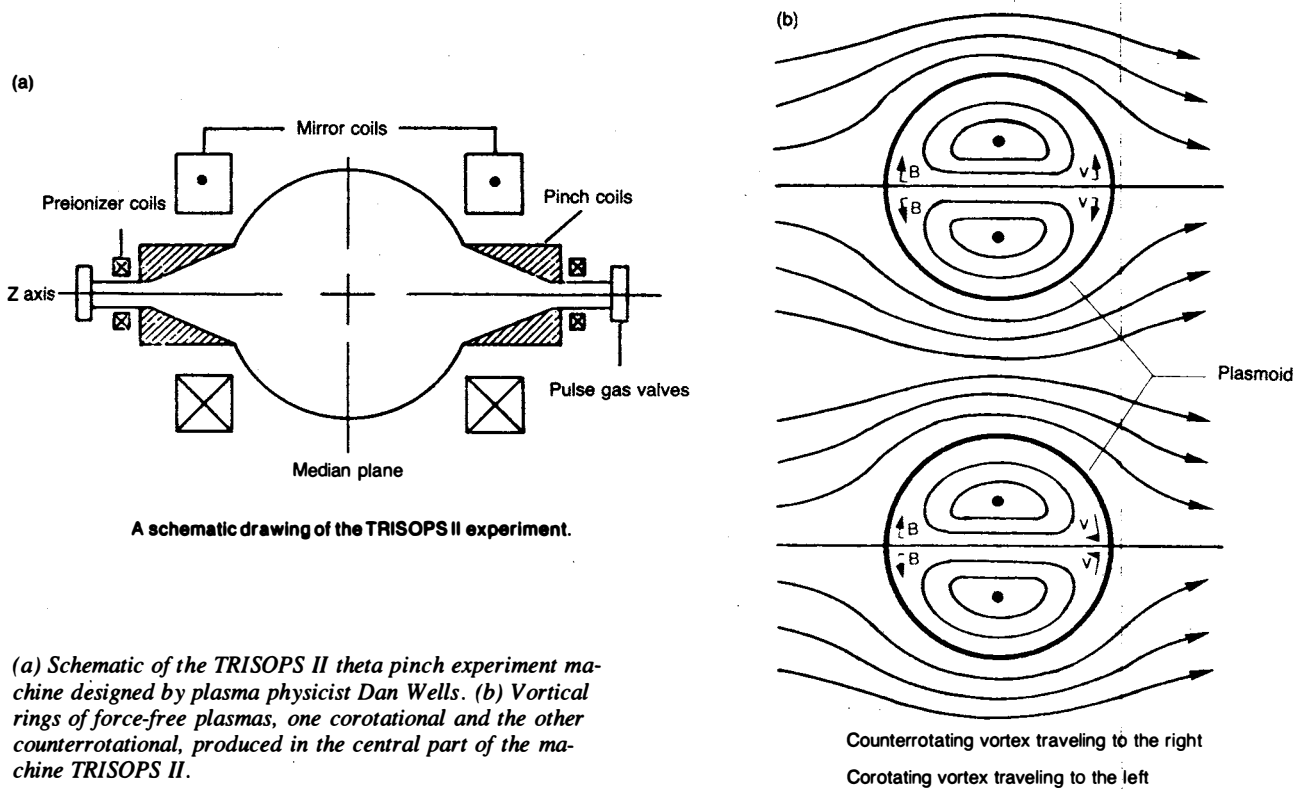 (a)
Mirror coils
Preionizer coils
Pinch coils
Z axis
Pulse gas valves
Median plane
A schematic drawing of the TRISOPS II experiment.
(a) Schematic of the TRISOPS II theta pinch experiment ma-
chine designed by plasma physicist Dan Wells. (b) Vortical
rings of force-free plasmas, one corotational and the other
counterrotational, produced in the central part of the ma-
chine TRISOPS II.
(b)
B
V
B
V
Plasmoid
B
V
B
V
Counterrotating vortex traveling to the right
Corotating vortex traveling to the left